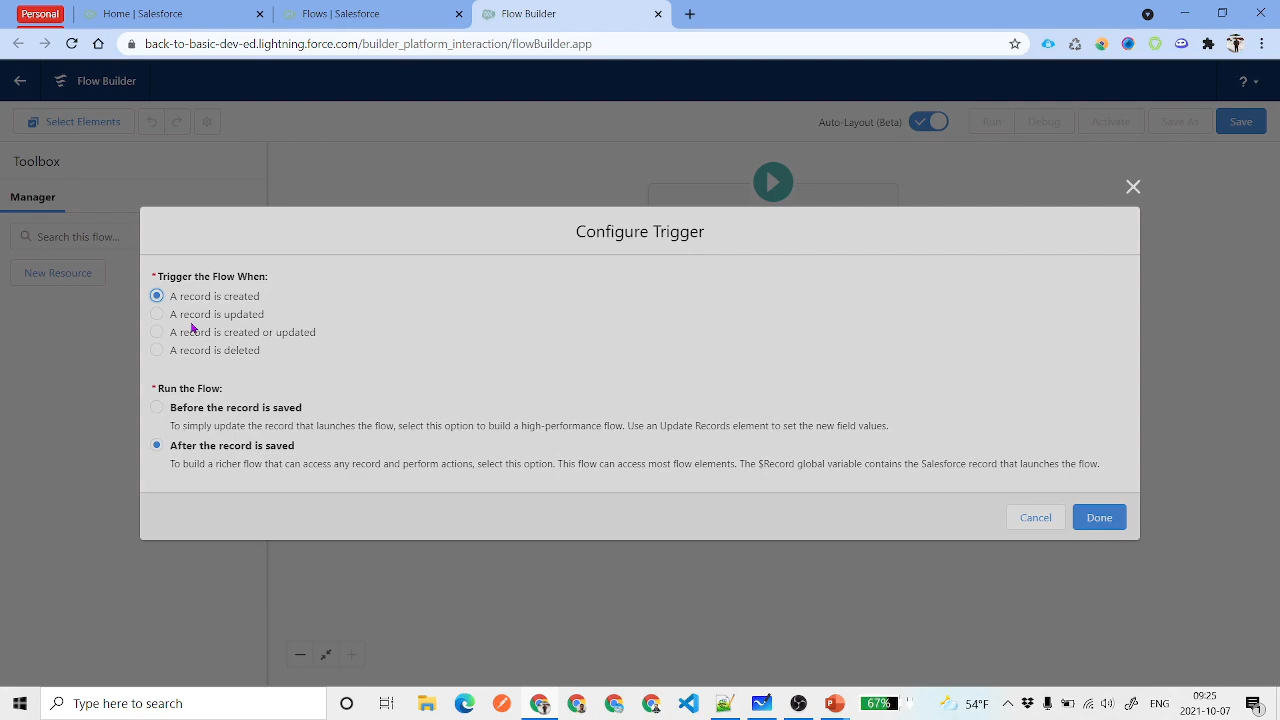 Personal
Home | Salesforce
Flows | Salesforce
Flow Builder
back-to-basic-dev-ed.lightning.force.com/builder_platform_interaction/flowBuilder.app
Flow Builder
?
Select Elements
Auto-Layout (Beta)
Run
Debug
Activate
Save As
Save
Toolbox
Manager
Search this flow...
New Resource
Configure Trigger
* Trigger the Flow When:
A record is created
A record is updated
A record is created or updated
A record is deleted
* Run the Flow:
Before the record is saved
To simply update the record that launches the flow, select this option to build a high-performance flow. Use an Update Records element to set the new field values.
After the record is saved
To build a richer flow that can access any record and perform actions, select this option. This flow can access most flow elements. The $Record global variable contains the Salesforce record that launches the flow.
Cancel
Done
Type here to search
67%
54°F
ENG
09:25
2021-10-07
1